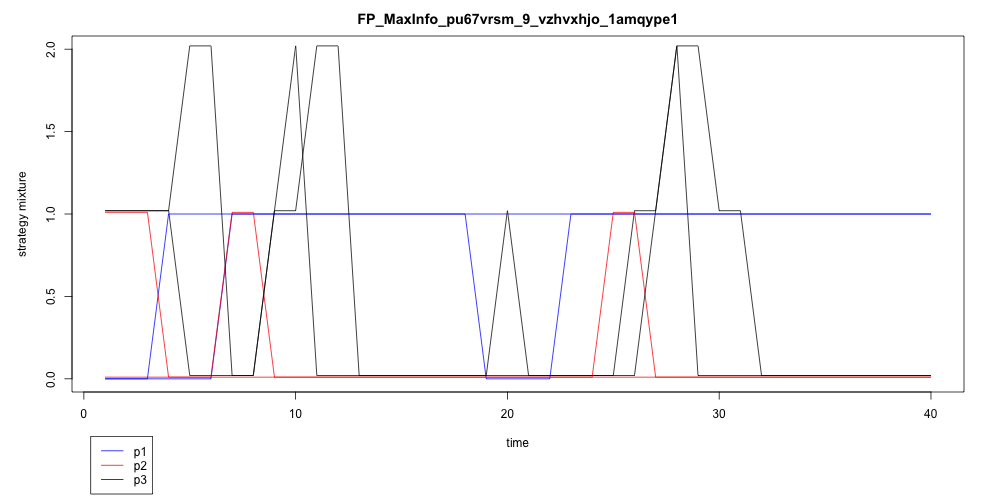 FP_MaxInfo_pu67vrsm_9_vzhvxhjo_1amqype1
strategy mixture
2.0
1.5
1.0
0.5
0.0
0 10 20 30 40
time
p1
p2
p3